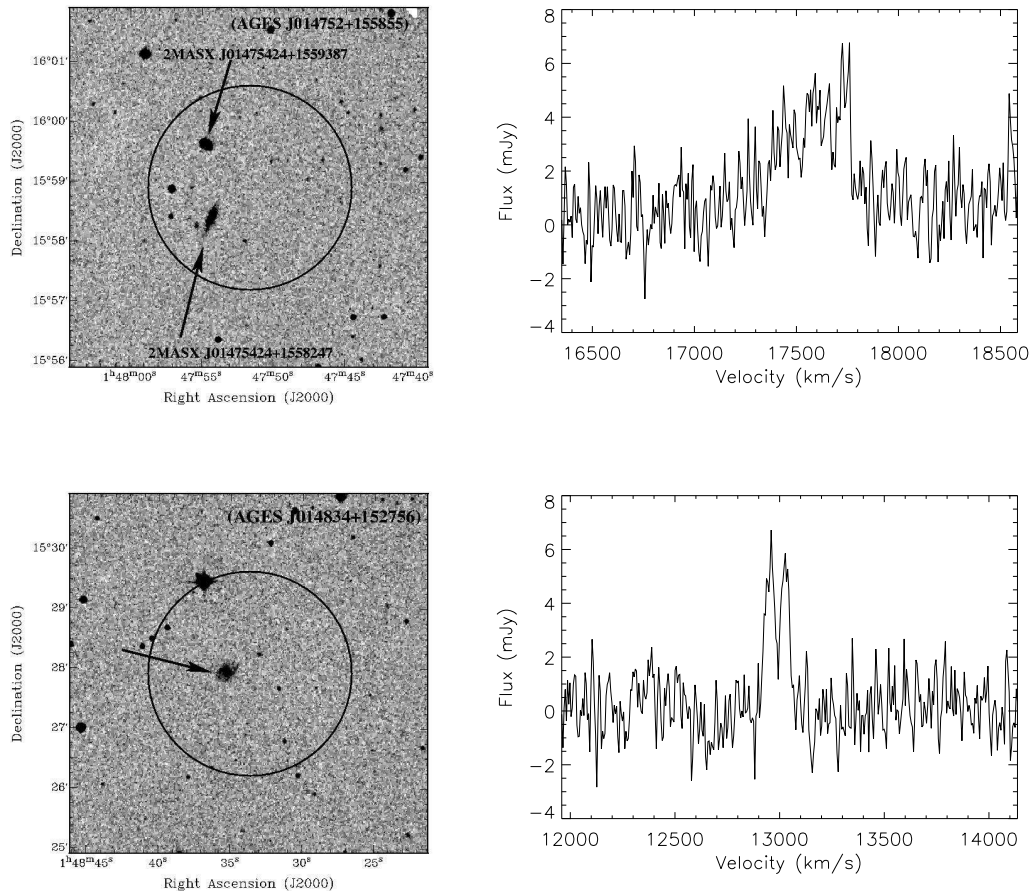 (AGES J014752+155855)
2MASX J01475424+1559387
2MASX J01475424+1558247
16°01'
16°00'
15°59'
15°58'
15°57'
15°56'
Declination (J2000)
1ʰ48ᵐ00ˢ 47ᵐ55ˢ 47ᵐ50ˢ 47ᵐ45ˢ 47ᵐ40ˢ
Right Ascension (J2000)
8
6
4
2
0
−2
−4
Flux (mJy)
16500 17000 17500 18000 18500
Velocity (km/s)
(AGES J014834+152756)
15°30'
29'
28'
27'
26'
25'
Declination (J2000)
1ʰ48ᵐ45ˢ 40ˢ 35ˢ 30ˢ 25ˢ
Right Ascension (J2000)
8
6
4
2
0
−2
−4
Flux (mJy)
12000 12500 13000 13500 14000
Velocity (km/s)